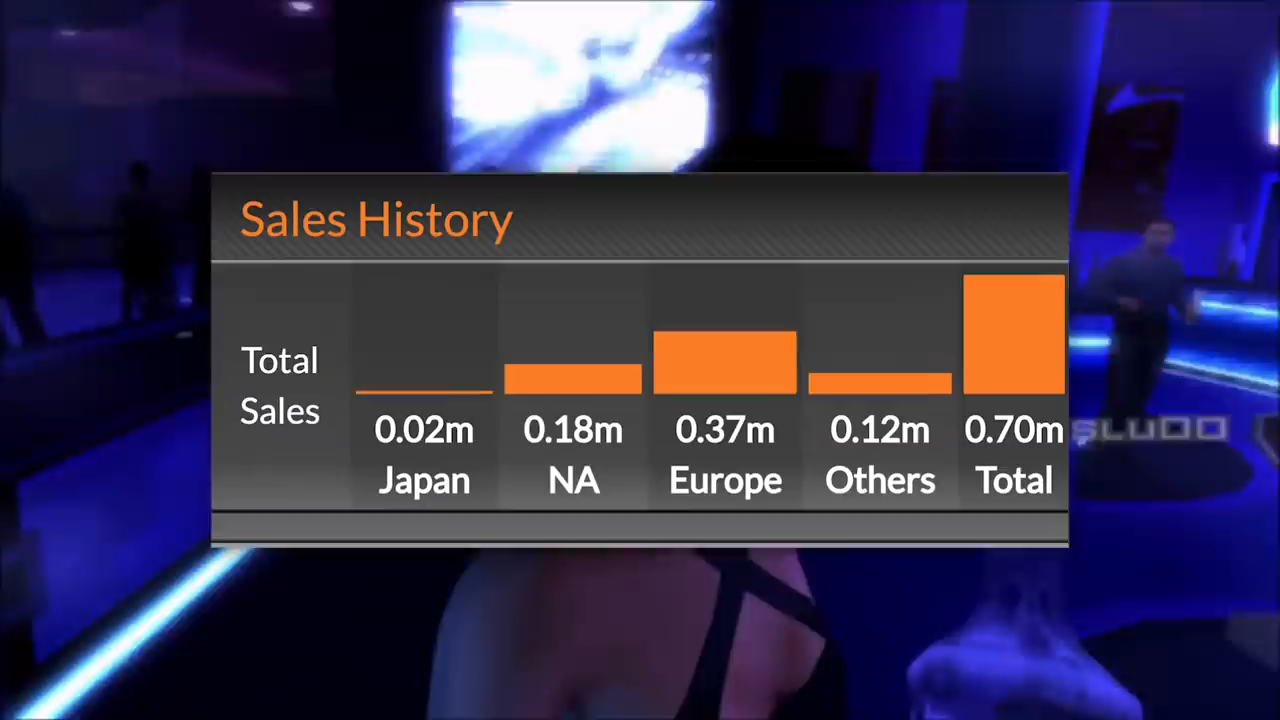 Sales History
Total
Sales
0.02m 0.18m 0.37m 0.12m 0.70m
Japan NA Europe Others Total